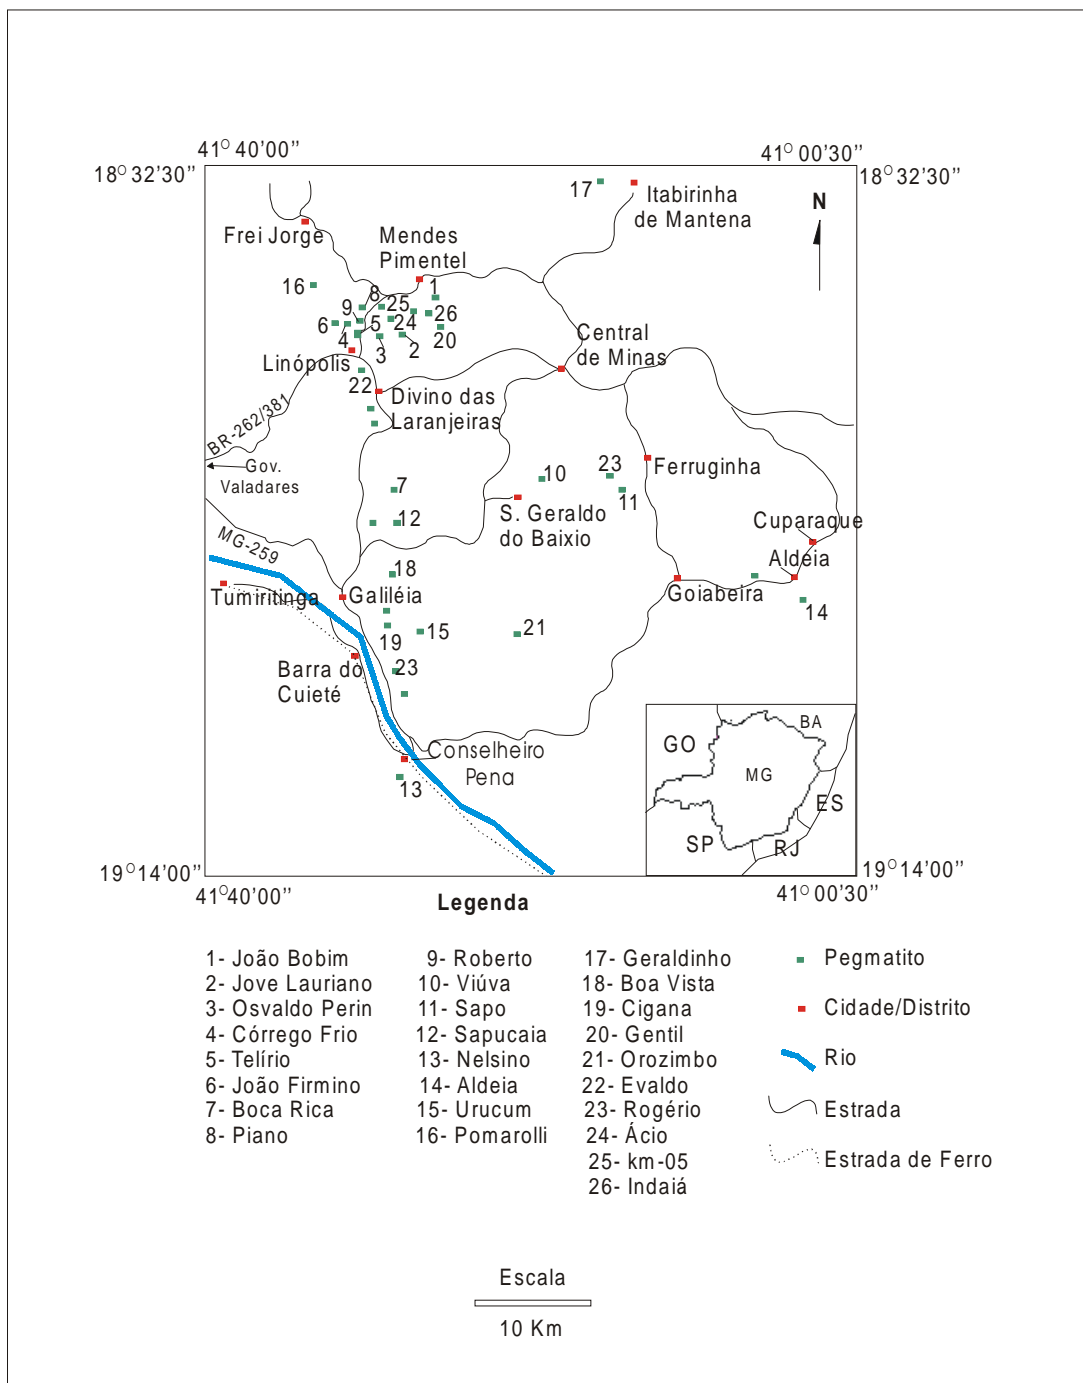 41°40'00"
41°00'30"
18°32'30"
18°32'30"
17
Itabirinha
de Mantena
N
Frei Jorge
Mendes
Pimentel
16
8
25
1
9
26
6
5
24
4
3
2
20
Linópolis
Central
de Minas
22
Divino das
Laranjeiras
BR-262/381
Gov.
Valadares
Ferruginha
7
10
23
11
12
S. Geraldo
do Baixio
Cuparaque
MG-259
Aldeia
18
Tumiritinga
Galiléia
Goiabeira
14
19
15
21
Barra do
Cuieté
23
Conselheiro
Pena
13
GO
BA
MG
ES
SP
RJ
19°14'00"
19°14'00"
41°40'00"
41°00'30"
Legenda
1- João Bobim
2- Jove Lauriano
3- Osvaldo Perin
4- Córrego Frio
5- Telírio
6- João Firmino
7- Boca Rica
8- Piano
9- Roberto
10- Viúva
11- Sapo
12- Sapucaia
13- Nelsino
14- Aldeia
15- Urucum
16- Pomarolli
17- Geraldinho
18- Boa Vista
19- Cigana
20- Gentil
21- Orozimbo
22- Evaldo
23- Rogério
24- Ácio
25- km-05
26- Indaiá
Pegmatito
Cidade/Distrito
Rio
Estrada
Estrada de Ferro
Escala
10 Km